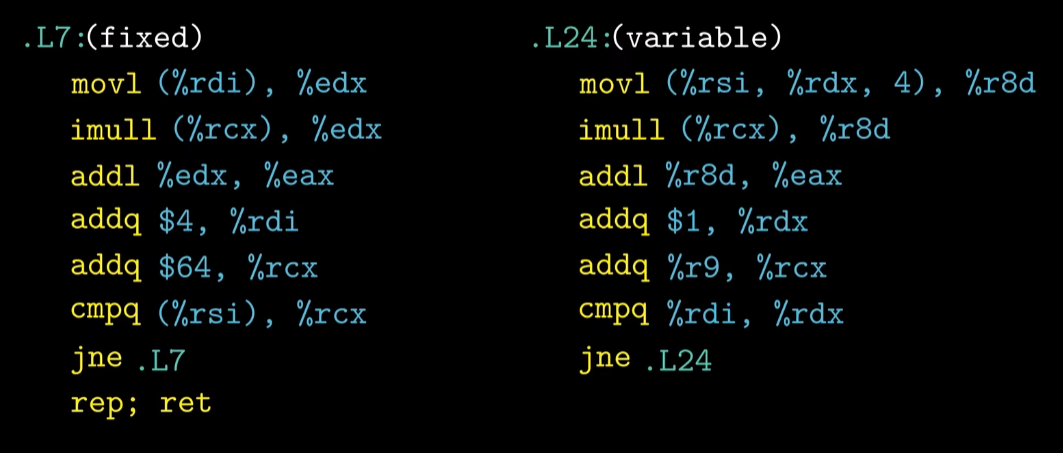 .L7:(fixed)
movl (%rdi), %edx
imull (%rcx), %edx
addl %edx, %eax
addq $4, %rdi
addq $64, %rcx
cmpq (%rsi), %rcx
jne .L7
rep; ret
.L24:(variable)
movl (%rsi, %rdx, 4), %r8d
imull (%rcx), %r8d
addl %r8d, %eax
addq $1, %rdx
addq %r9, %rcx
cmpq %rdi, %rdx
jne .L24